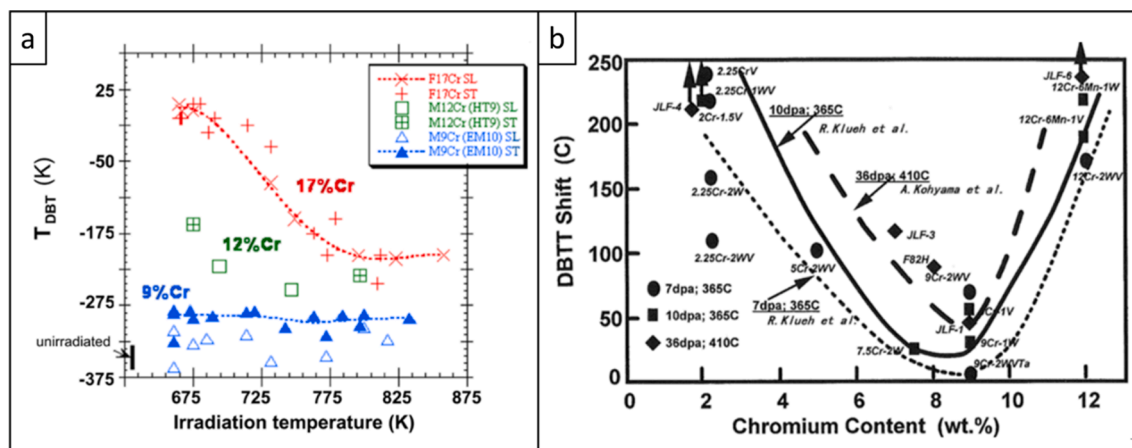 a
25
-50
-175
-275
-375
T_DBT (K)
unirradiated
F17Cr SL
F17Cr ST
M12Cr (HT9) SL
M12Cr (HT9) ST
M9Cr (EM10) SL
M9Cr (EM10) ST
17%Cr
12%Cr
9%Cr
675 725 775 825 875
Irradiation temperature (K)
b
250
200
150
100
50
0
DBTT Shift (C)
2.25CrV
2.25Cr-1WV
JLF-4
2Cr-1.5V
2.25Cr-2W
2.25Cr-2WV
10dpa; 365C
R. Klueh et al.
36dpa; 410C
A. Kohyama et al.
JLF-6
12Cr-6Mn-1W
12Cr-6Mn-1V
12Cr-2WV
JLF-3
F82H
9Cr-2WV
5Cr-2WV
7dpa; 365C
R. Klueh et al.
JLF-1
7.5Cr-2W
9Cr-1W
9Cr-2WVTa
7dpa; 365C
10dpa; 365C
36dpa; 410C
0 2 4 6 8 10 12
Chromium Content (wt.%)